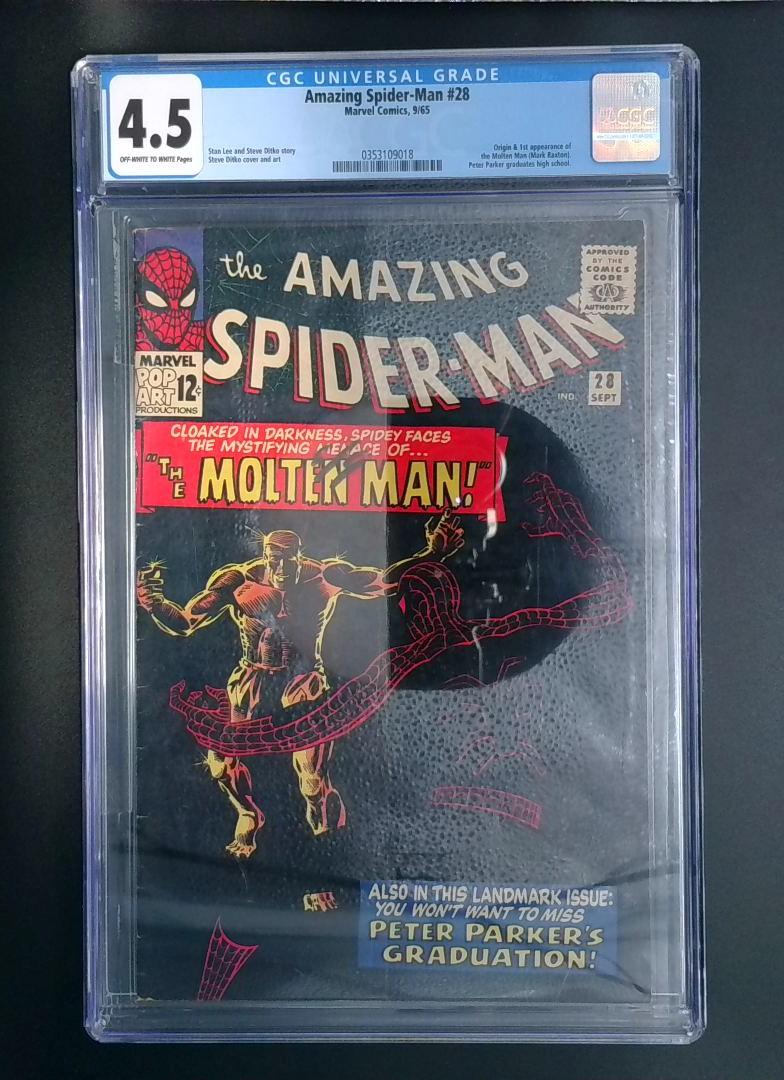 CGC UNIVERSAL GRADE
4.5
OFF-WHITE TO WHITE Pages
Amazing Spider-Man #28
Marvel Comics, 9/65
Stan Lee and Steve Ditko story
Steve Ditko cover and art
0353109018
Origin & 1st appearance of
the Molten Man (Mark Raxton).
Peter Parker graduates high school.
CGC
the AMAZING
SPIDER-MAN
APPROVED
BY THE
COMICS
CODE
AUTHORITY
MARVEL
POP
ART
12¢
PRODUCTIONS
IND.
28
SEPT
CLOAKED IN DARKNESS, SPIDEY FACES
THE MYSTIFYING MENACE OF...
"THE MOLTEN MAN!"
ALSO IN THIS LANDMARK ISSUE:
YOU WON'T WANT TO MISS
PETER PARKER'S
GRADUATION!